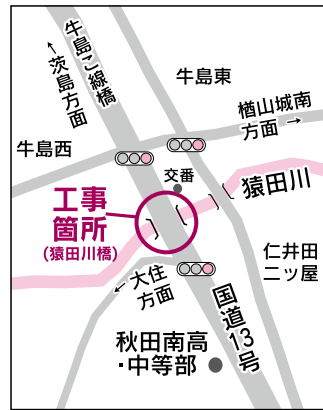 牛島こ線橋
↖茨島方面
牛島東
楢山城南
方面→
牛島西
交番
猿田川
工事
箇所
(猿田川橋)
仁井田
二ッ屋
←大住
方面
国道13号
秋田南高
・中等部